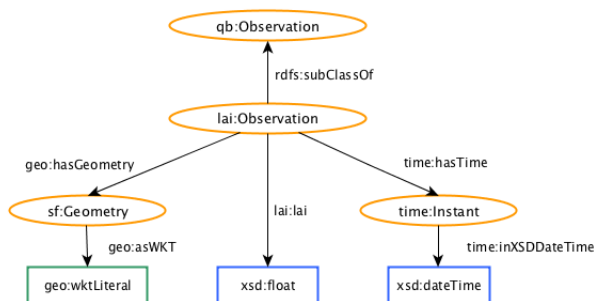 qb:Observation
rdfs:subClassOf
lai:Observation
geo:hasGeometry
time:hasTime
sf:Geometry
lai:lai
time:Instant
geo:asWKT
time:inXSDDateTime
geo:wktLiteral
xsd:float
xsd:dateTime